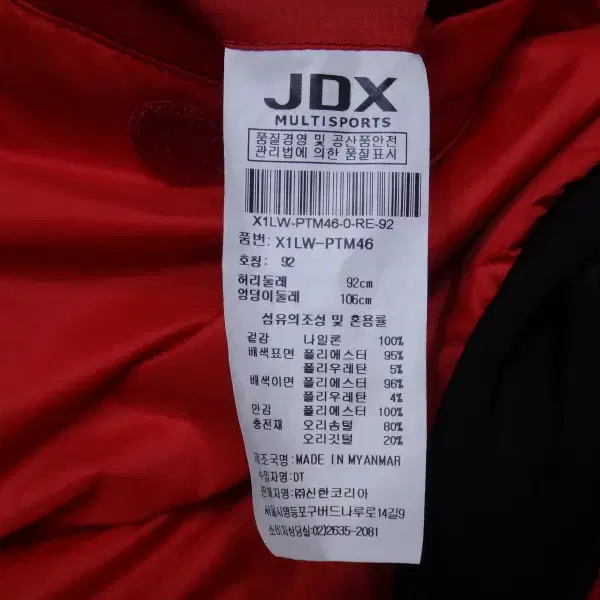 JDX
MULTISPORTS
품질경영 및 공산품안전
관리법에 의한 품질표시
X1LW-PTM46-0-RE-92
품번: X1LW-PTM46
호칭: 92
허리둘레 92cm
엉덩이둘레 106cm
섬유의조성 및 혼용률
겉감 나일론 100%
배색표면 폴리에스터 95%
폴리우레탄 5%
배색이면 폴리에스터 96%
폴리우레탄 4%
안감 폴리에스터 100%
충전재 오리솜털 80%
오리깃털 20%
제조국명:MADE IN MYANMAR
수입자명:DT
판매자명:㈜신한코리아
서울시영등포구버드나루로14길9
소비자상담실:02)2635-2081